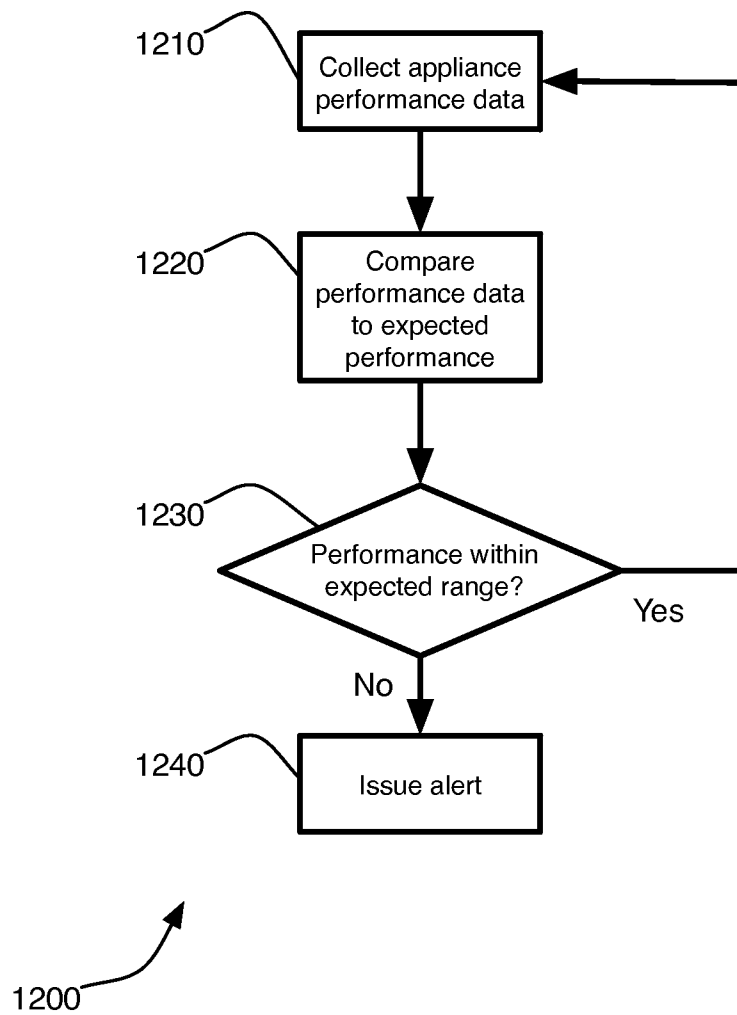 1210
Collect appliance
performance data
1220
Compare
performance data
to expected
performance
1230
Performance within
expected range?
Yes
No
1240
Issue alert
1200